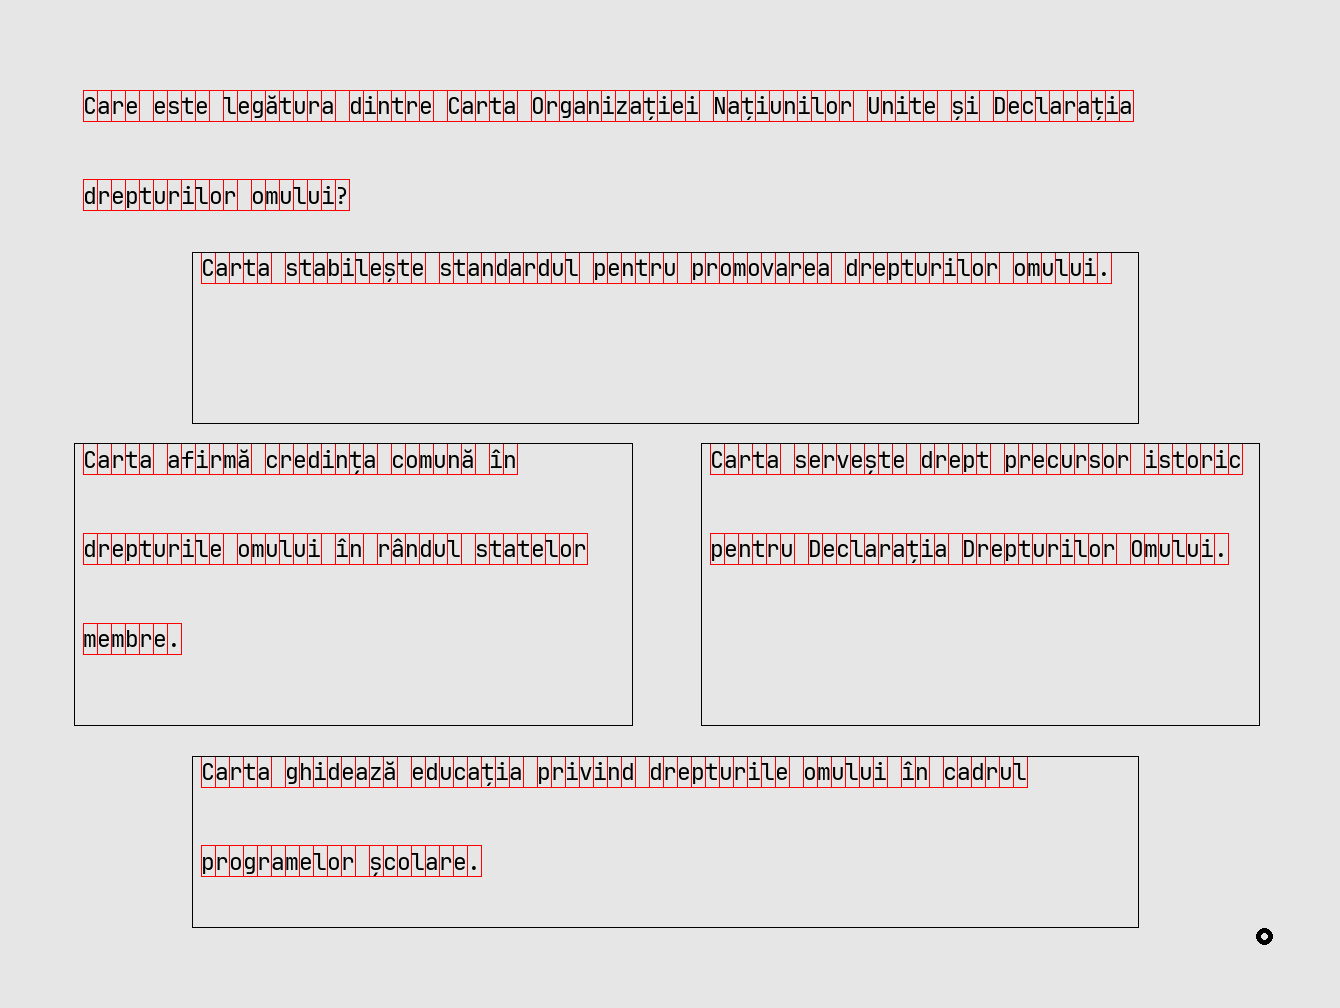 Care este legătura dintre Carta Organizației Națiunilor Unite și Declarația
drepturilor omului?
Carta stabilește standardul pentru promovarea drepturilor omului.
Carta afirmă credința comună în
drepturile omului în rândul statelor
membre.
Carta servește drept precursor istoric
pentru Declarația Drepturilor Omului.
Carta ghidează educația privind drepturile omului în cadrul
programelor școlare.